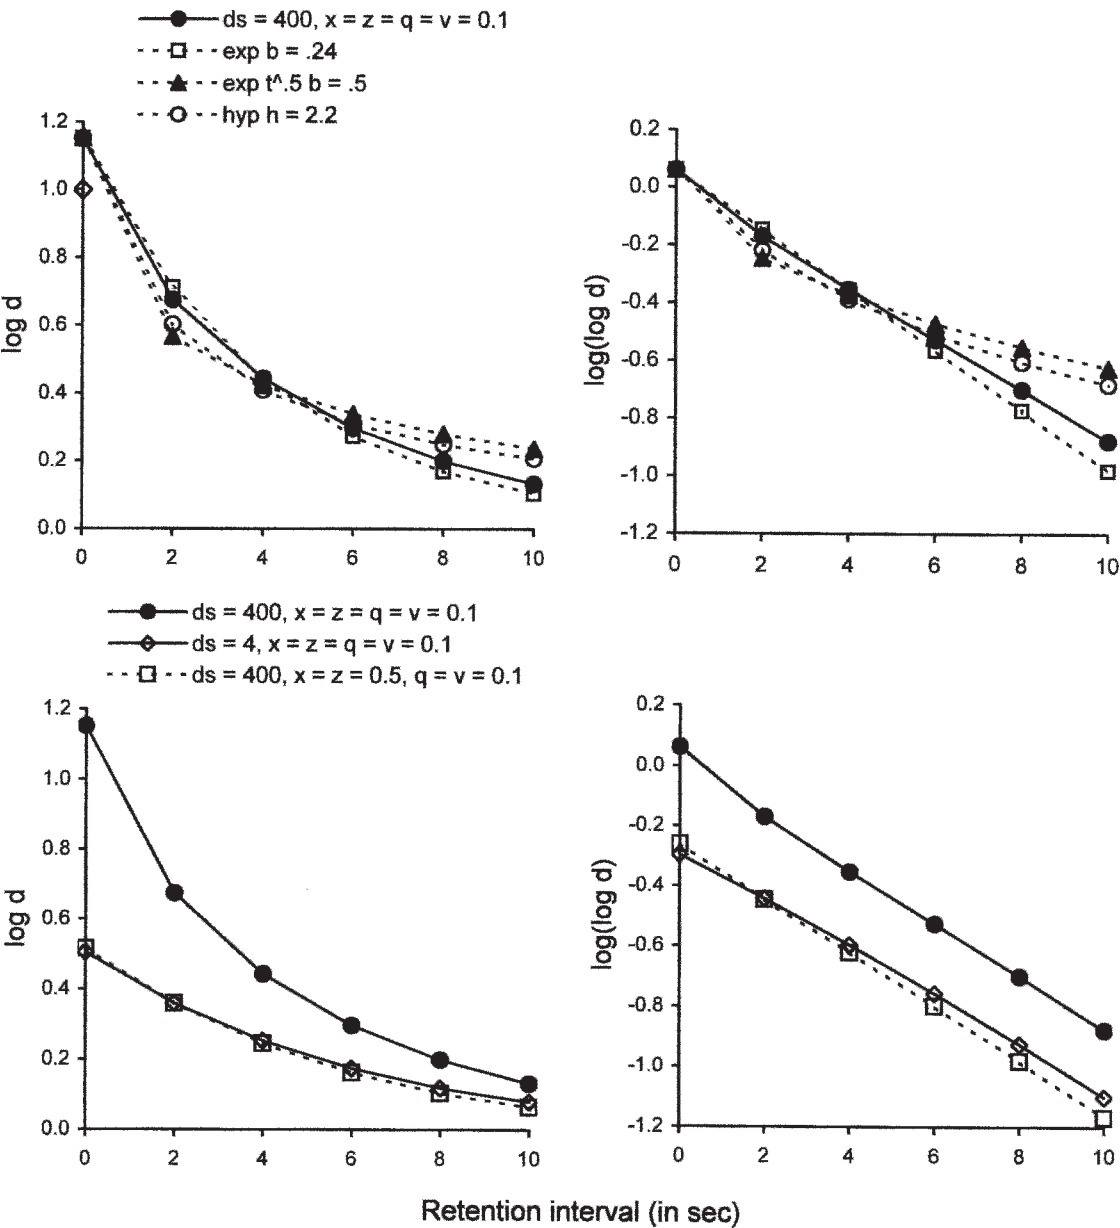 ds = 400, x = z = q = v = 0.1
exp b = .24
exp t^.5 b = .5
hyp h = 2.2
1.2
1.0
0.8
0.6
0.4
0.2
0.0
log d
0 2 4 6 8 10
0.2
0.0
-0.2
-0.4
-0.6
-0.8
-1.0
-1.2
log(log d)
0 2 4 6 8 10
ds = 400, x = z = q = v = 0.1
ds = 4, x = z = q = v = 0.1
ds = 400, x = z = 0.5, q = v = 0.1
1.2
1.0
0.8
0.6
0.4
0.2
0.0
log d
0 2 4 6 8 10
0.2
0.0
-0.2
-0.4
-0.6
-0.8
-1.0
-1.2
log(log d)
0 2 4 6 8 10
Retention interval (in sec)